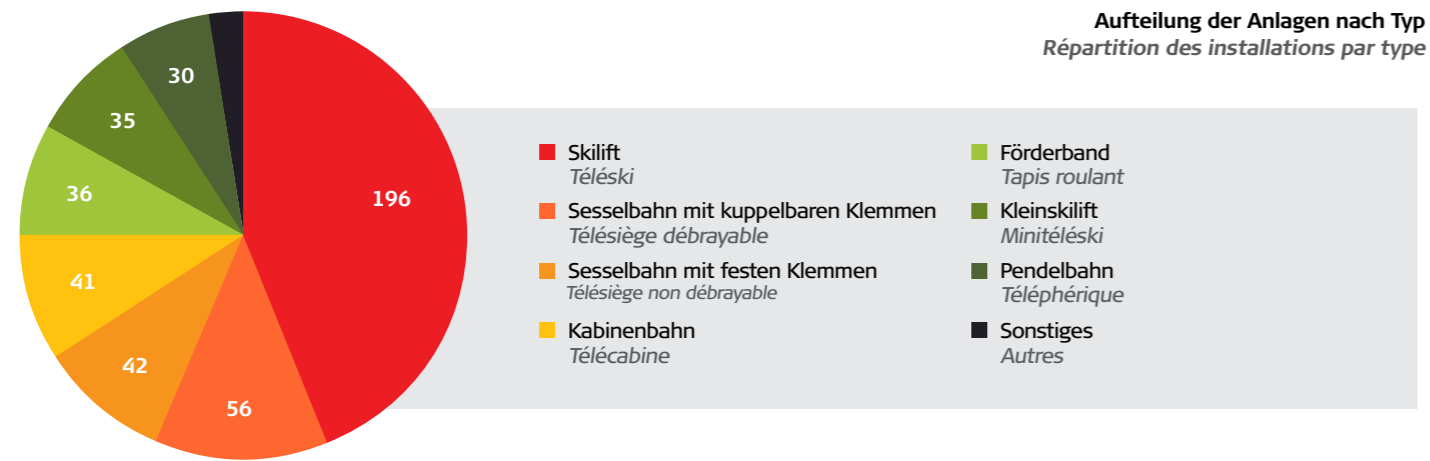 Aufteilung der Anlagen nach Typ
Répartition des installations par type
196
56
42
41
36
35
30
Skilift
Téléski
Sesselbahn mit kuppelbaren Klemmen
Télésiège débrayable
Sesselbahn mit festen Klemmen
Télésiège non débrayable
Kabinenbahn
Télécabine
Förderband
Tapis roulant
Kleinskilift
Minitéléski
Pendelbahn
Téléphérique
Sonstiges
Autres